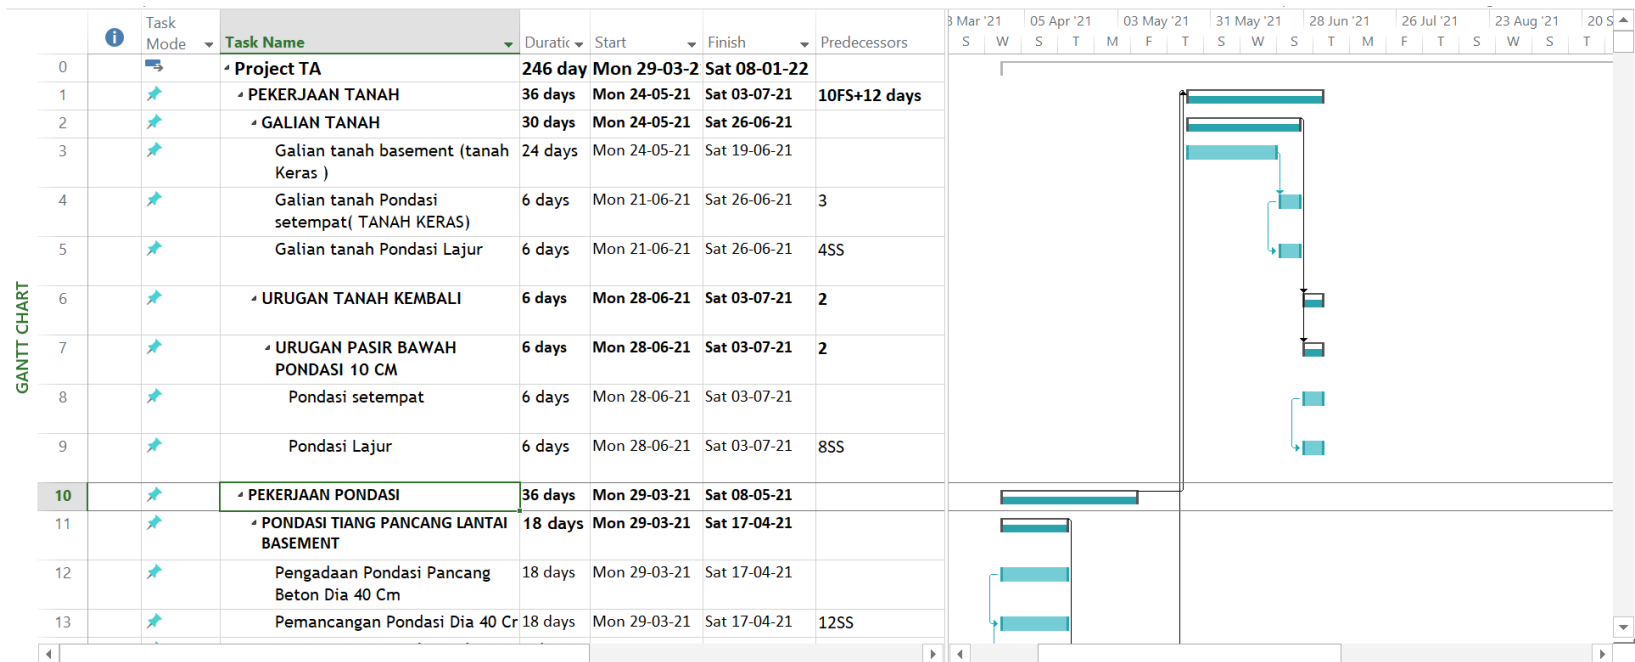 Task Mode Task Name Duratic Start Finish Predecessors
Mar '21 05 Apr '21 03 May '21 31 May '21 28 Jun '21 26 Jul '21 23 Aug '21 20 S
S W S T M F T S W S T M F T S W S T
0 Project TA 246 day Mon 29-03-2 Sat 08-01-22
1 PEKERJAAN TANAH 36 days Mon 24-05-21 Sat 03-07-21 10FS+12 days
2 GALIAN TANAH 30 days Mon 24-05-21 Sat 26-06-21
3 Galian tanah basement (tanah 24 days Mon 24-05-21 Sat 19-06-21
Keras )
4 Galian tanah Pondasi 6 days Mon 21-06-21 Sat 26-06-21 3
setempat( TANAH KERAS)
5 Galian tanah Pondasi Lajur 6 days Mon 21-06-21 Sat 26-06-21 4SS
6 URUGAN TANAH KEMBALI 6 days Mon 28-06-21 Sat 03-07-21 2
7 URUGAN PASIR BAWAH 6 days Mon 28-06-21 Sat 03-07-21 2
PONDASI 10 CM
8 Pondasi setempat 6 days Mon 28-06-21 Sat 03-07-21
9 Pondasi Lajur 6 days Mon 28-06-21 Sat 03-07-21 8SS
10 PEKERJAAN PONDASI 36 days Mon 29-03-21 Sat 08-05-21
11 PONDASI TIANG PANCANG LANTAI 18 days Mon 29-03-21 Sat 17-04-21
BASEMENT
12 Pengadaan Pondasi Pancang 18 days Mon 29-03-21 Sat 17-04-21
Beton Dia 40 Cm
13 Pemancangan Pondasi Dia 40 Cr 18 days Mon 29-03-21 Sat 17-04-21 12SS
GANTT CHART